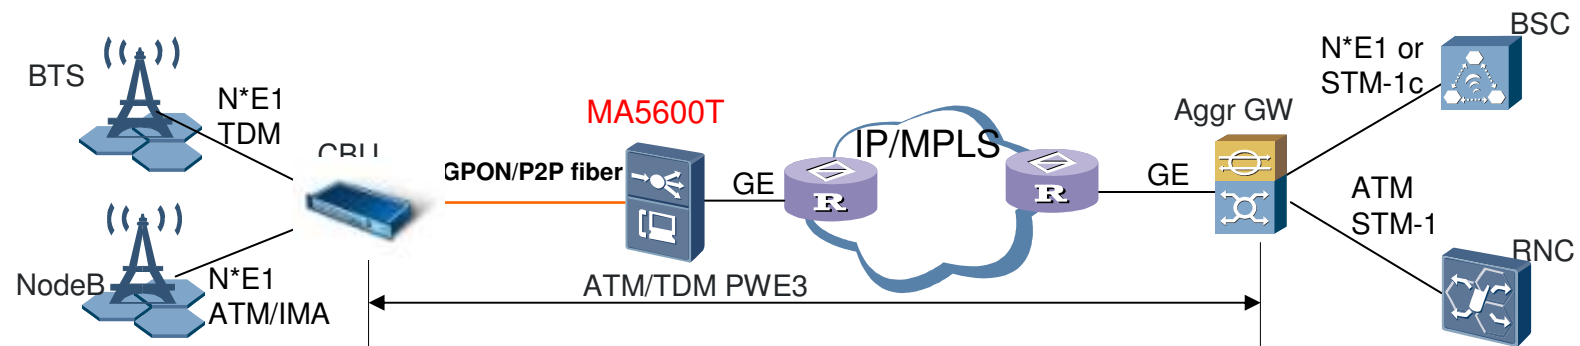 BSC
BTS
N*E1
TDM
CBU
GPON/P2P fiber
MA5600T
GE
IP/MPLS
R
R
GE
Aggr GW
N*E1 or
STM-1c
ATM
STM-1
RNC
NodeB
N*E1
ATM/IMA
ATM/TDM PWE3